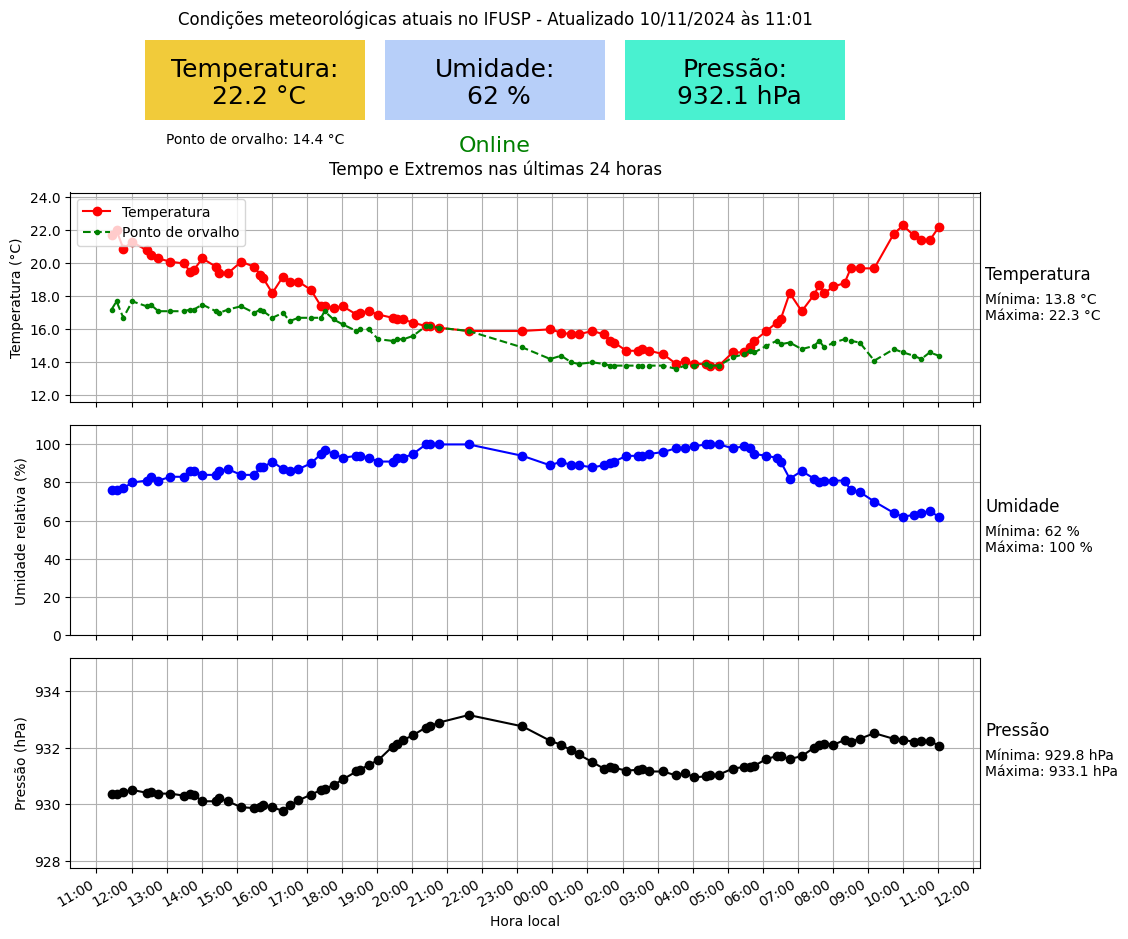 Condições meteorológicas atuais no IFUSP - Atualizado 10/11/2024 às 11:01
Temperatura:
22.2 °C
Umidade:
62 %
Pressão:
932.1 hPa
Ponto de orvalho: 14.4 °C
Online
Tempo e Extremos nas últimas 24 horas
Temperatura (°C)
24.0
22.0
20.0
18.0
16.0
14.0
12.0
Temperatura
Ponto de orvalho
Temperatura
Mínima: 13.8 °C
Máxima: 22.3 °C
Umidade relativa (%)
100
80
60
40
20
0
Umidade
Mínima: 62 %
Máxima: 100 %
Pressão (hPa)
934
932
930
928
Pressão
Mínima: 929.8 hPa
Máxima: 933.1 hPa
11:00 12:00 13:00 14:00 15:00 16:00 17:00 18:00 19:00 20:00 21:00 22:00 23:00 00:00 01:00 02:00 03:00 04:00 05:00 06:00 07:00 08:00 09:00 10:00 11:00 12:00
Hora local